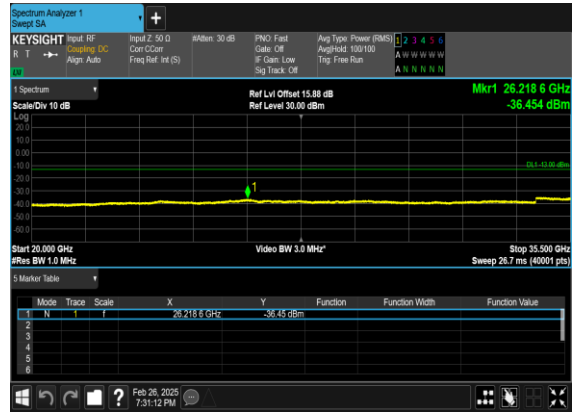 Spectrum Analyzer 1
Swept SA
+
KEYSIGHT Input: RF Input Z: 50 Ω #Atten: 30 dB PNO: Fast Avg Type: Power (RMS) 1 2 3 4 5 6
R T Coupling: DC Corr CCorr Gate: Off Avg|Hold: 100/100 A W W W W W
Align: Auto Freq Ref: Int (S) IF Gain: Low Trig: Free Run
Sig Track: Off A N N N N N
1 Spectrum Ref Lvl Offset 15.88 dB Mkr1 26.218 6 GHz
Scale/Div 10 dB Ref Level 30.00 dBm -36.454 dBm
Log
20.0
10.0
0.00
-10.0
DL1 -13.00 dBm
-20.0
-30.0
1
-40.0
-50.0
-60.0
Start 20.000 GHz Video BW 3.0 MHz* Stop 35.500 GHz
#Res BW 1.0 MHz Sweep 26.7 ms (40001 pts)
5 Marker Table
Mode Trace Scale X Y Function Function Width Function Value
1 N 1 f 26.218 6 GHz -36.45 dBm
2
3
4
5
6
? Feb 26, 2025
7:31:12 PM